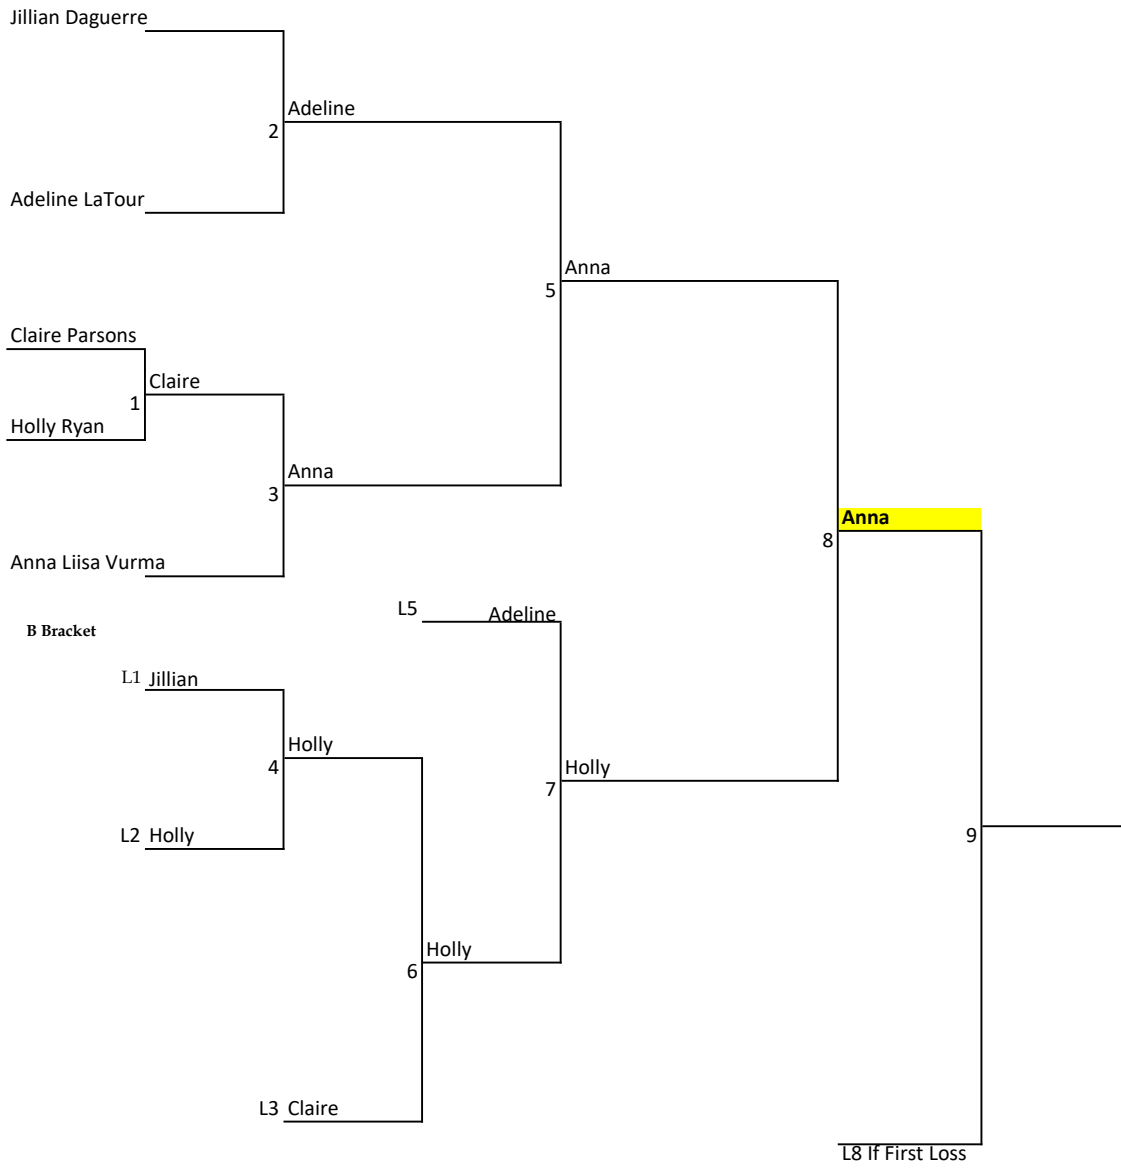 Jillian Daguerre
Adeline
2
Adeline LaTour
Anna
5
Claire Parsons
Claire
1
Holly Ryan
Anna
3
Anna
8
Anna Liisa Vurma
L5 Adeline
B Bracket
L1 Jillian
Holly
4
Holly
7
L2 Holly
9
Holly
6
L3 Claire
L8 If First Loss